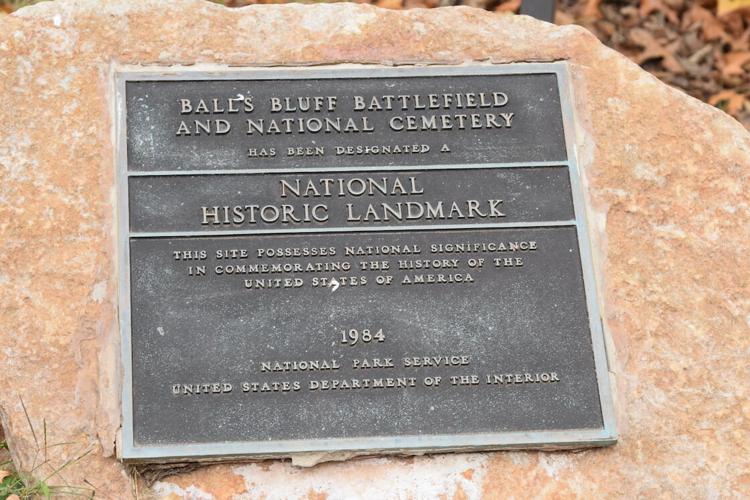 BALL'S BLUFF BATTLEFIELD
AND NATIONAL CEMETERY
HAS BEEN DESIGNATED A
NATIONAL
HISTORIC LANDMARK
THIS SITE POSSESSES NATIONAL SIGNIFICANCE
IN COMMEMORATING THE HISTORY OF THE
UNITED STATES OF AMERICA
1984
NATIONAL PARK SERVICE
UNITED STATES DEPARTMENT OF THE INTERIOR